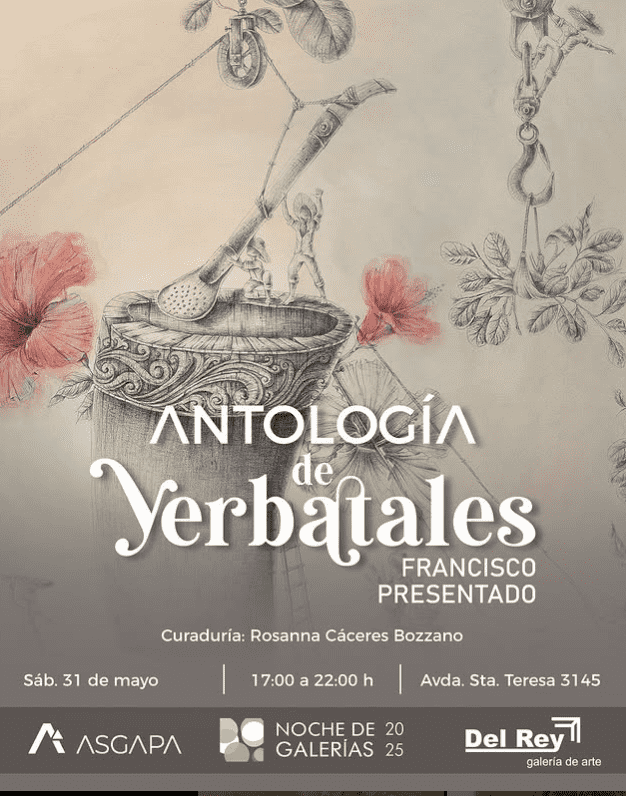 ANTOLOGÍA
de
Yerbatales
FRANCISCO
PRESENTADO
Curaduría: Rosanna Cáceres Bozzano
Sáb. 31 de mayo
17:00 a 22:00 h
Avda. Sta. Teresa 3145
ASGAPA
NOCHE DE 20
GALERÍAS 25
Del Rey
galería de arte